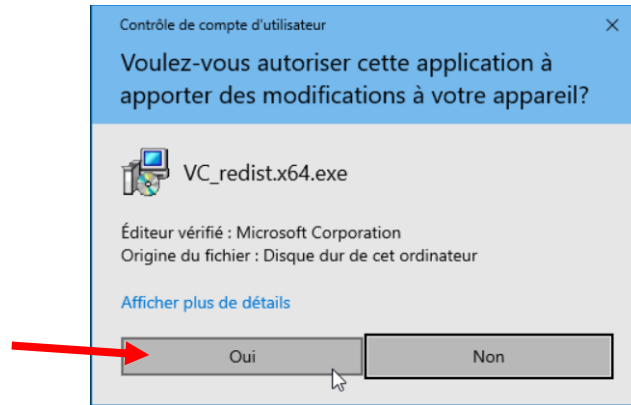 Contrôle de compte d'utilisateur
Voulez-vous autoriser cette application à
apporter des modifications à votre appareil?
VC_redist.x64.exe
Éditeur vérifié : Microsoft Corporation
Origine du fichier : Disque dur de cet ordinateur
Afficher plus de détails
Oui
Non